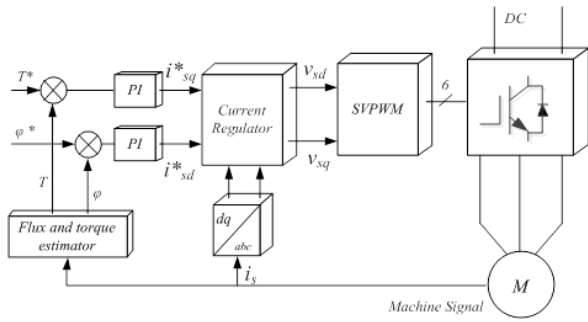 DC
T*
PI
i*sq
Current
Regulator
vsd
SVPWM
6
φ*
PI
i*sd
vsq
T
φ
Flux and torque
estimator
dq
abc
is
M
Machine Signal